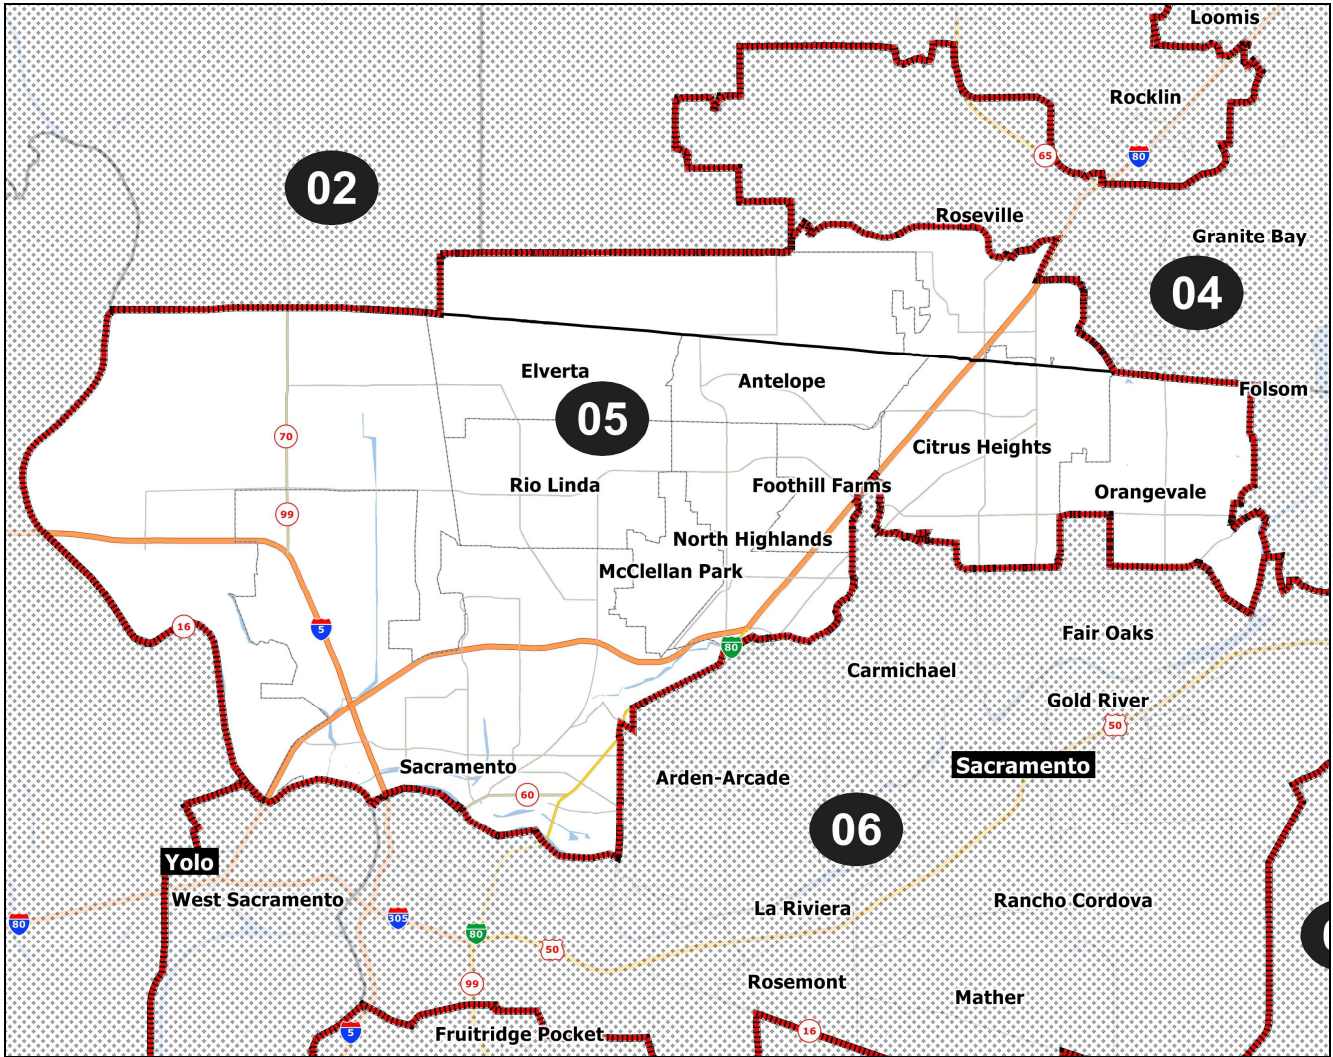 Loomis
Rocklin
65
80
02
Roseville
Granite Bay
04
Elverta
Antelope
Folsom
05
70
Citrus Heights
Rio Linda
Foothill Farms
Orangevale
99
North Highlands
McClellan Park
16
5
80
Fair Oaks
Carmichael
Gold River
50
Sacramento
Sacramento
Arden-Arcade
60
06
Yolo
West Sacramento
La Riviera
Rancho Cordova
80
305
80
50
Rosemont
99
Mather
5
Fruitridge Pocket
16